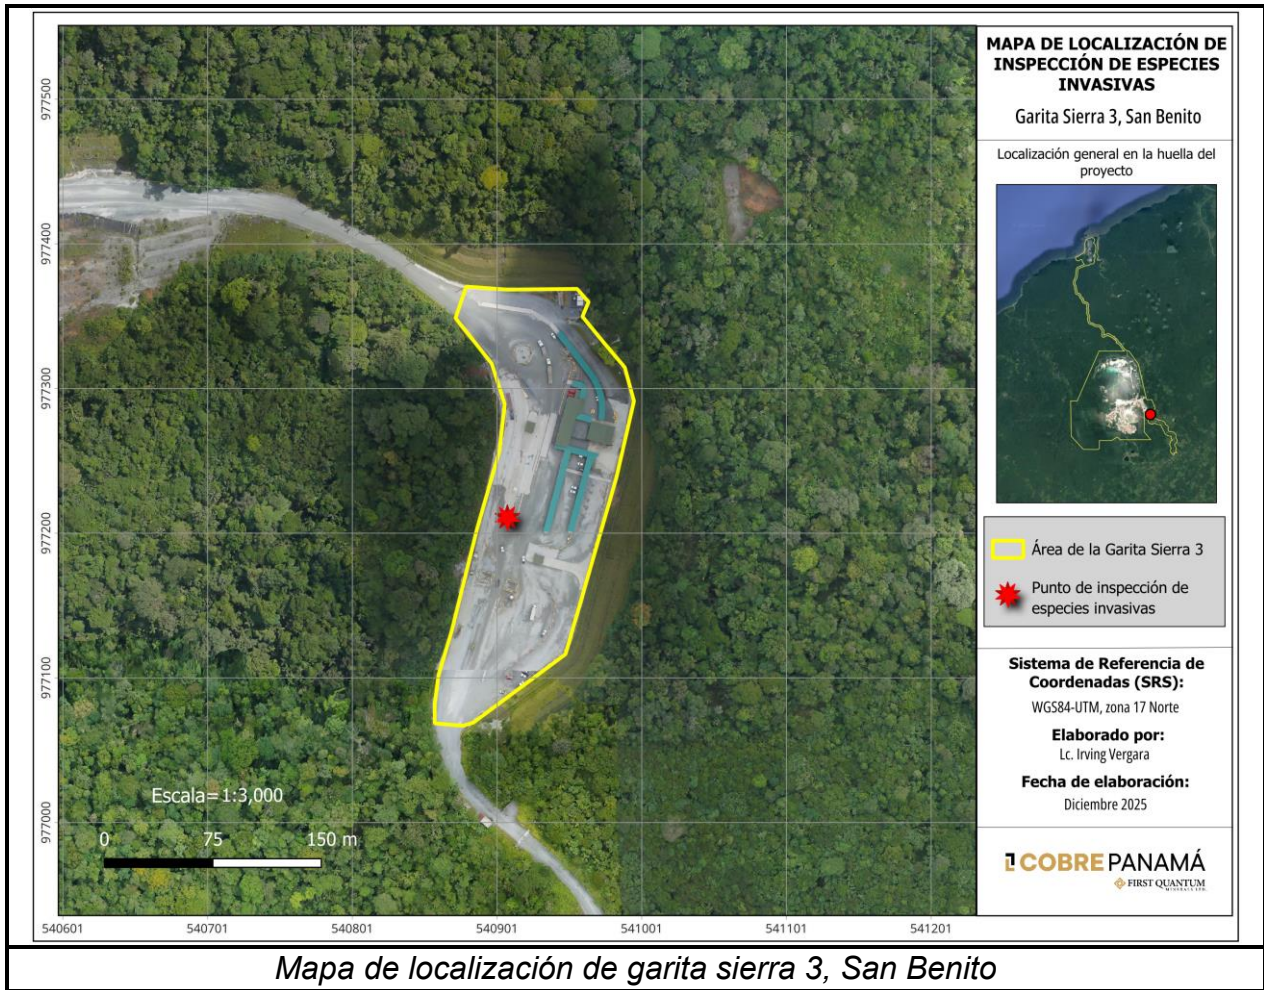 MAPA DE LOCALIZACIÓN DE
INSPECCIÓN DE ESPECIES
INVASIVAS
Garita Sierra 3, San Benito
Localización general en la huella del
proyecto
977500
977400
977300
977200
977100
977000
Escala=1:3,000
0 75 150 m
540601 540701 540801 540901 541001 541101 541201
Área de la Garita Sierra 3
Punto de inspección de
especies invasivas
Sistema de Referencia de
Coordenadas (SRS):
WGS84-UTM, zona 17 Norte
Elaborado por:
Lc. Irving Vergara
Fecha de elaboración:
Diciembre 2025
COBRE PANAMÁ
FIRST QUANTUM
MINERALS LTD.
Mapa de localización de garita sierra 3, San Benito